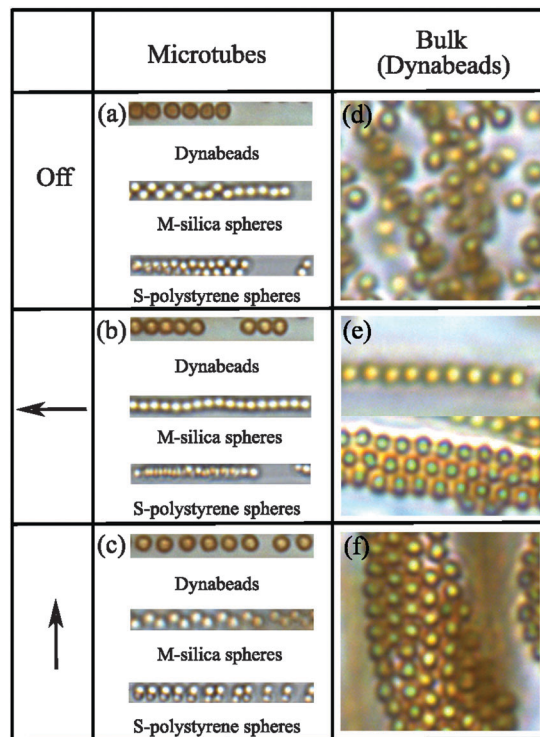 Microtubes
Bulk
(Dynabeads)
Off
(a)
Dynabeads
M-silica spheres
S-polystyrene spheres
(d)
(b)
Dynabeads
M-silica spheres
S-polystyrene spheres
(e)
(c)
Dynabeads
M-silica spheres
S-polystyrene spheres
(f)